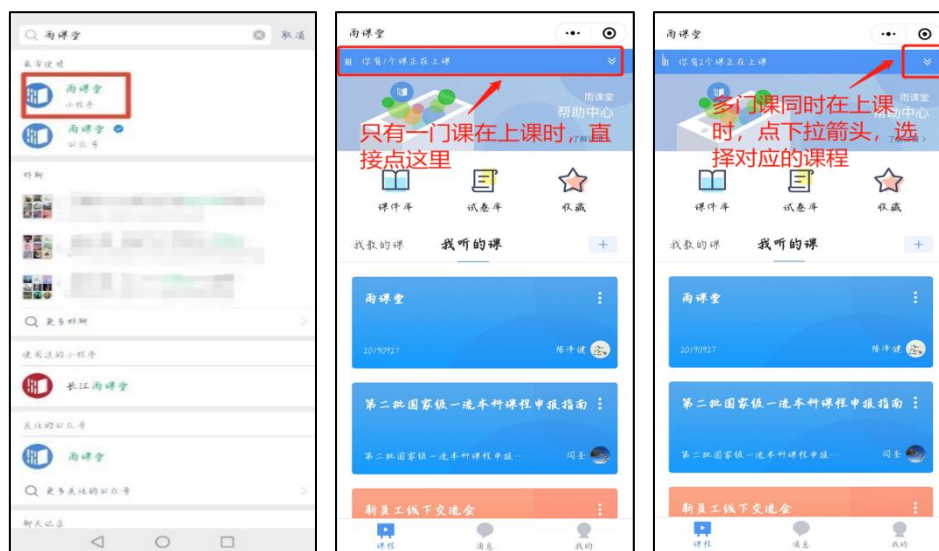 雨课堂
取消
最常使用
雨课堂
小程序
雨课堂
公众号
群聊
更多群聊
使用过的小程序
长江雨课堂
关注的公众号
雨课堂
更多关注的公众号
聊天记录
雨课堂
你有1个课正在上课
雨课堂
帮助中心
只有一门课在上课时，直
接点这里
课件库
试卷库
收藏
我教的课
我听的课
雨课堂
20190927
第二批国家级一流本科课程申报指南
第二批国家级一流本科课程申报…
新员工线下交流会
课程
消息
我的
雨课堂
你有2个课正在上课
雨课堂
帮助中心
多门课同时在上课
时，点下拉箭头，选
择对应的课程
课件库
试卷库
收藏
我教的课
我听的课
雨课堂
20190927
第二批国家级一流本科课程申报指南
第二批国家级一流本科课程申报…
新员工线下交流会
课程
消息
我的